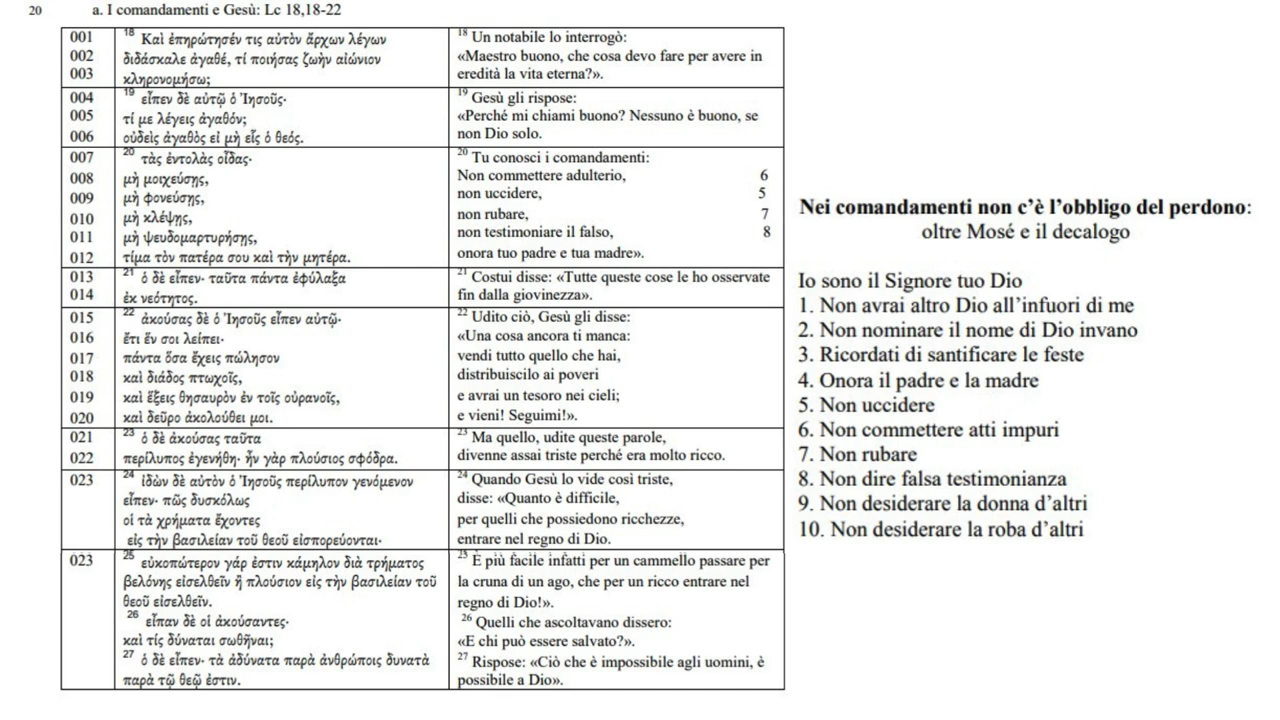 20 a. I comandamenti e Gesù: Lc 18,18-22
001 18 Καὶ ἐπηρώτησέν τις αὐτὸν ἄρχων λέγων
002 διδάσκαλε ἀγαθέ, τί ποιήσας ζωὴν αἰώνιον
003 κληρονομήσω;
18 Un notabile lo interrogò:
«Maestro buono, che cosa devo fare per avere in
eredità la vita eterna?».
004 19 εἶπεν δὲ αὐτῷ ὁ Ἰησοῦς·
005 τί με λέγεις ἀγαθόν;
006 οὐδεὶς ἀγαθὸς εἰ μὴ εἷς ὁ θεός.
19 Gesù gli rispose:
«Perché mi chiami buono? Nessuno è buono, se
non Dio solo.
007 20 τὰς ἐντολὰς οἶδας·
008 μὴ μοιχεύσῃς,
009 μὴ φονεύσῃς,
010 μὴ κλέψῃς,
011 μὴ ψευδομαρτυρήσῃς,
012 τίμα τὸν πατέρα σου καὶ τὴν μητέρα.
20 Tu conosci i comandamenti:
Non commettere adulterio, 6
non uccidere, 5
non rubare, 7
non testimoniare il falso, 8
onora tuo padre e tua madre».
013 21 ὁ δὲ εἶπεν· ταῦτα πάντα ἐφύλαξα
014 ἐκ νεότητος.
21 Costui disse: «Tutte queste cose le ho osservate
fin dalla giovinezza».
015 22 ἀκούσας δὲ ὁ Ἰησοῦς εἶπεν αὐτῷ·
016 ἔτι ἕν σοι λείπει·
017 πάντα ὅσα ἔχεις πώλησον
018 καὶ διάδος πτωχοῖς,
019 καὶ ἕξεις θησαυρὸν ἐν τοῖς οὐρανοῖς,
020 καὶ δεῦρο ἀκολούθει μοι.
22 Udito ciò, Gesù gli disse:
«Una cosa ancora ti manca:
vendi tutto quello che hai,
distribuiscilo ai poveri
e avrai un tesoro nei cieli;
e vieni! Seguimi!».
021 23 ὁ δὲ ἀκούσας ταῦτα
022 περίλυπος ἐγενήθη· ἦν γὰρ πλούσιος σφόδρα.
23 Ma quello, udite queste parole,
divenne assai triste perché era molto ricco.
023 24 ἰδὼν δὲ αὐτὸν ὁ Ἰησοῦς περίλυπον γενόμενον
εἶπεν· πῶς δυσκόλως
οἱ τὰ χρήματα ἔχοντες
εἰς τὴν βασιλείαν τοῦ θεοῦ εἰσπορεύονται·
24 Quando Gesù lo vide così triste,
disse: «Quanto è difficile,
per quelli che possiedono ricchezze,
entrare nel regno di Dio.
023 25 εὐκοπώτερον γάρ ἐστιν κάμηλον διὰ τρήματος
βελόνης εἰσελθεῖν ἢ πλούσιον εἰς τὴν βασιλείαν τοῦ
θεοῦ εἰσελθεῖν.
26 εἶπαν δὲ οἱ ἀκούσαντες·
καὶ τίς δύναται σωθῆναι;
27 ὁ δὲ εἶπεν· τὰ ἀδύνατα παρὰ ἀνθρώποις δυνατὰ
παρὰ τῷ θεῷ ἐστιν.
25 È più facile infatti per un cammello passare per
la cruna di un ago, che per un ricco entrare nel
regno di Dio!».
26 Quelli che ascoltavano dissero:
«E chi può essere salvato?».
27 Rispose: «Ciò che è impossibile agli uomini, è
possibile a Dio».
Nei comandamenti non c'è l'obbligo del perdono:
oltre Mosé e il decalogo
Io sono il Signore tuo Dio
1. Non avrai altro Dio all'infuori di me
2. Non nominare il nome di Dio invano
3. Ricordati di santificare le feste
4. Onora il padre e la madre
5. Non uccidere
6. Non commettere atti impuri
7. Non rubare
8. Non dire falsa testimonianza
9. Non desiderare la donna d'altri
10. Non desiderare la roba d'altri